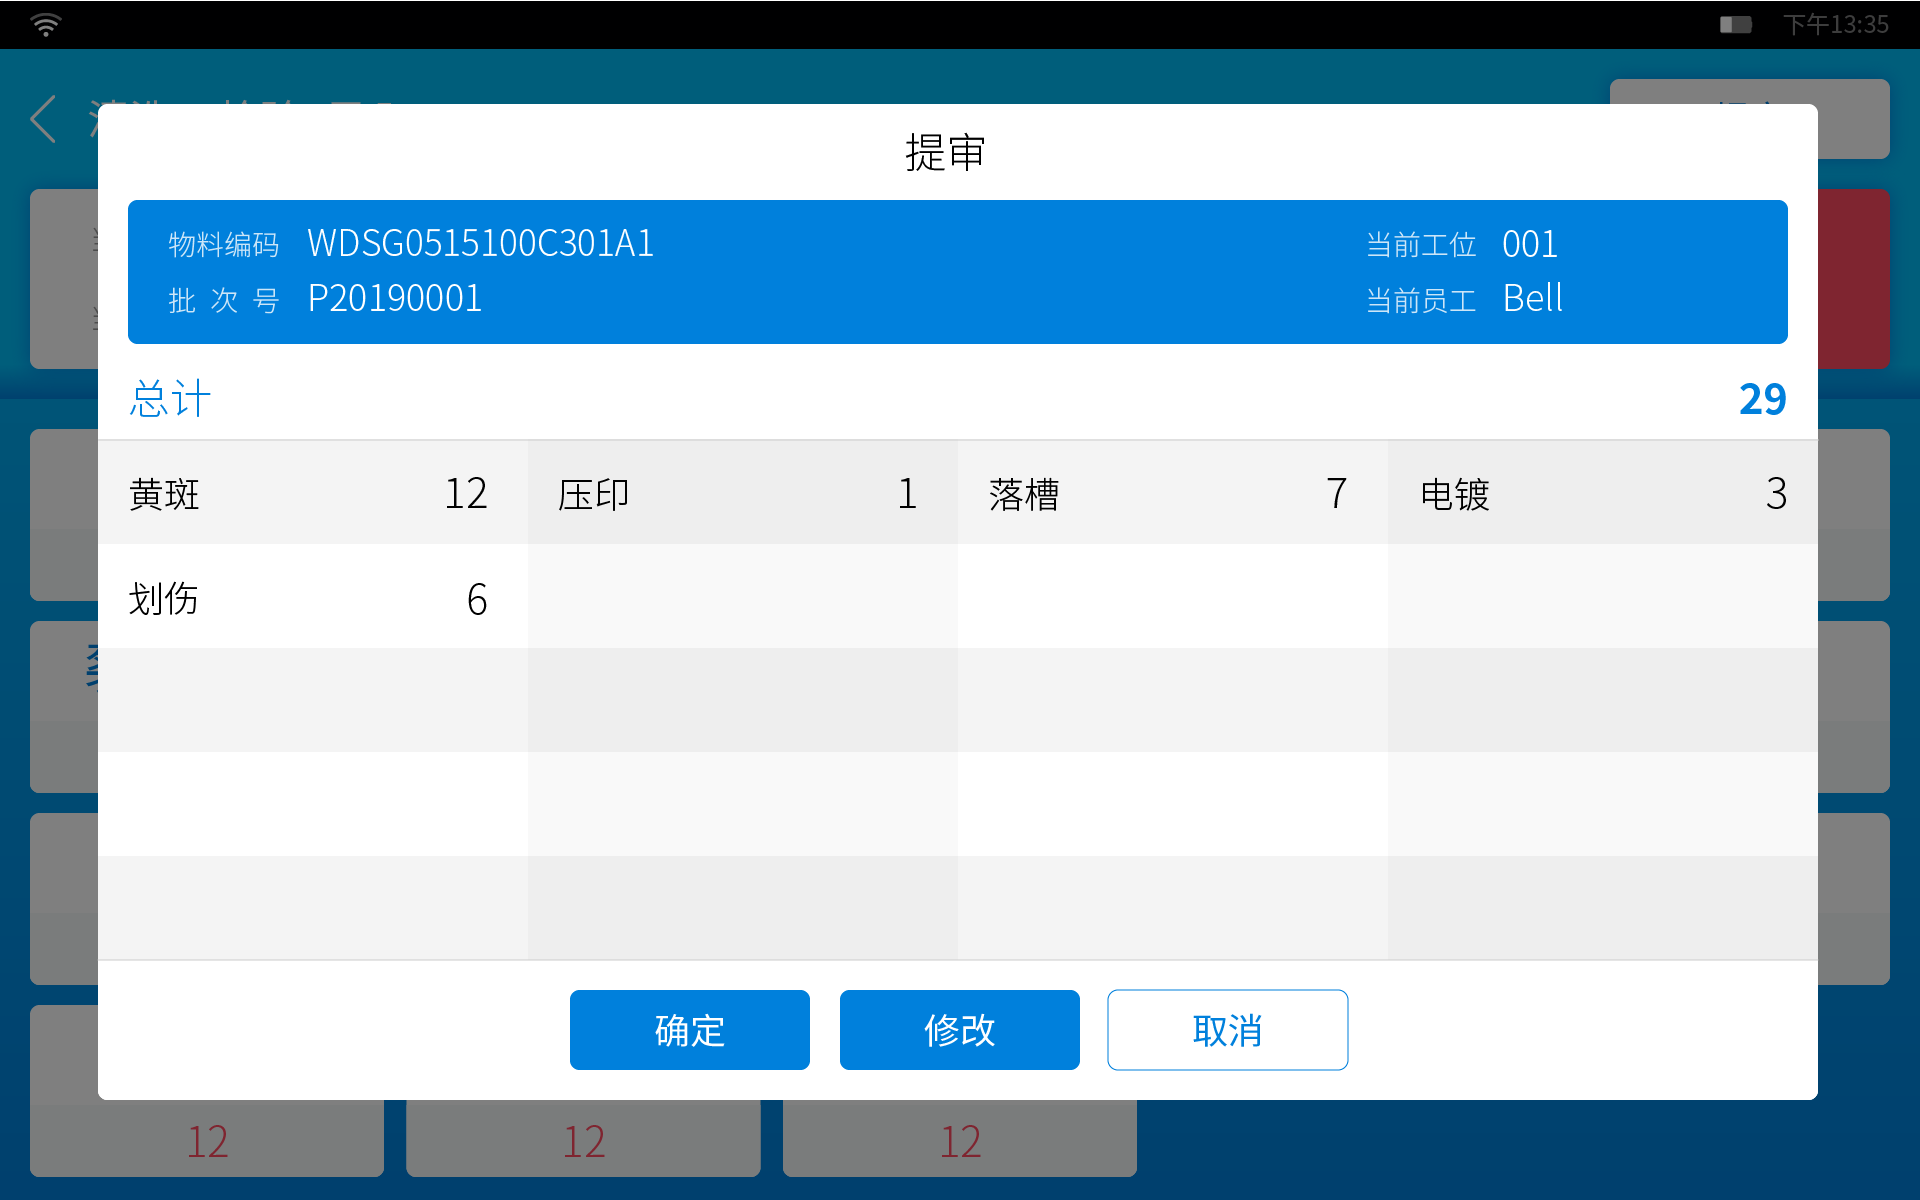 下午13:35
提审
物料编码 WDSG0515100C301A1 当前工位 001
批 次 号 P20190001 当前员工 Bell
总计 29
黄斑 12 压印 1 落槽 7 电镀 3
划伤 6
确定 修改 取消
12 12 12